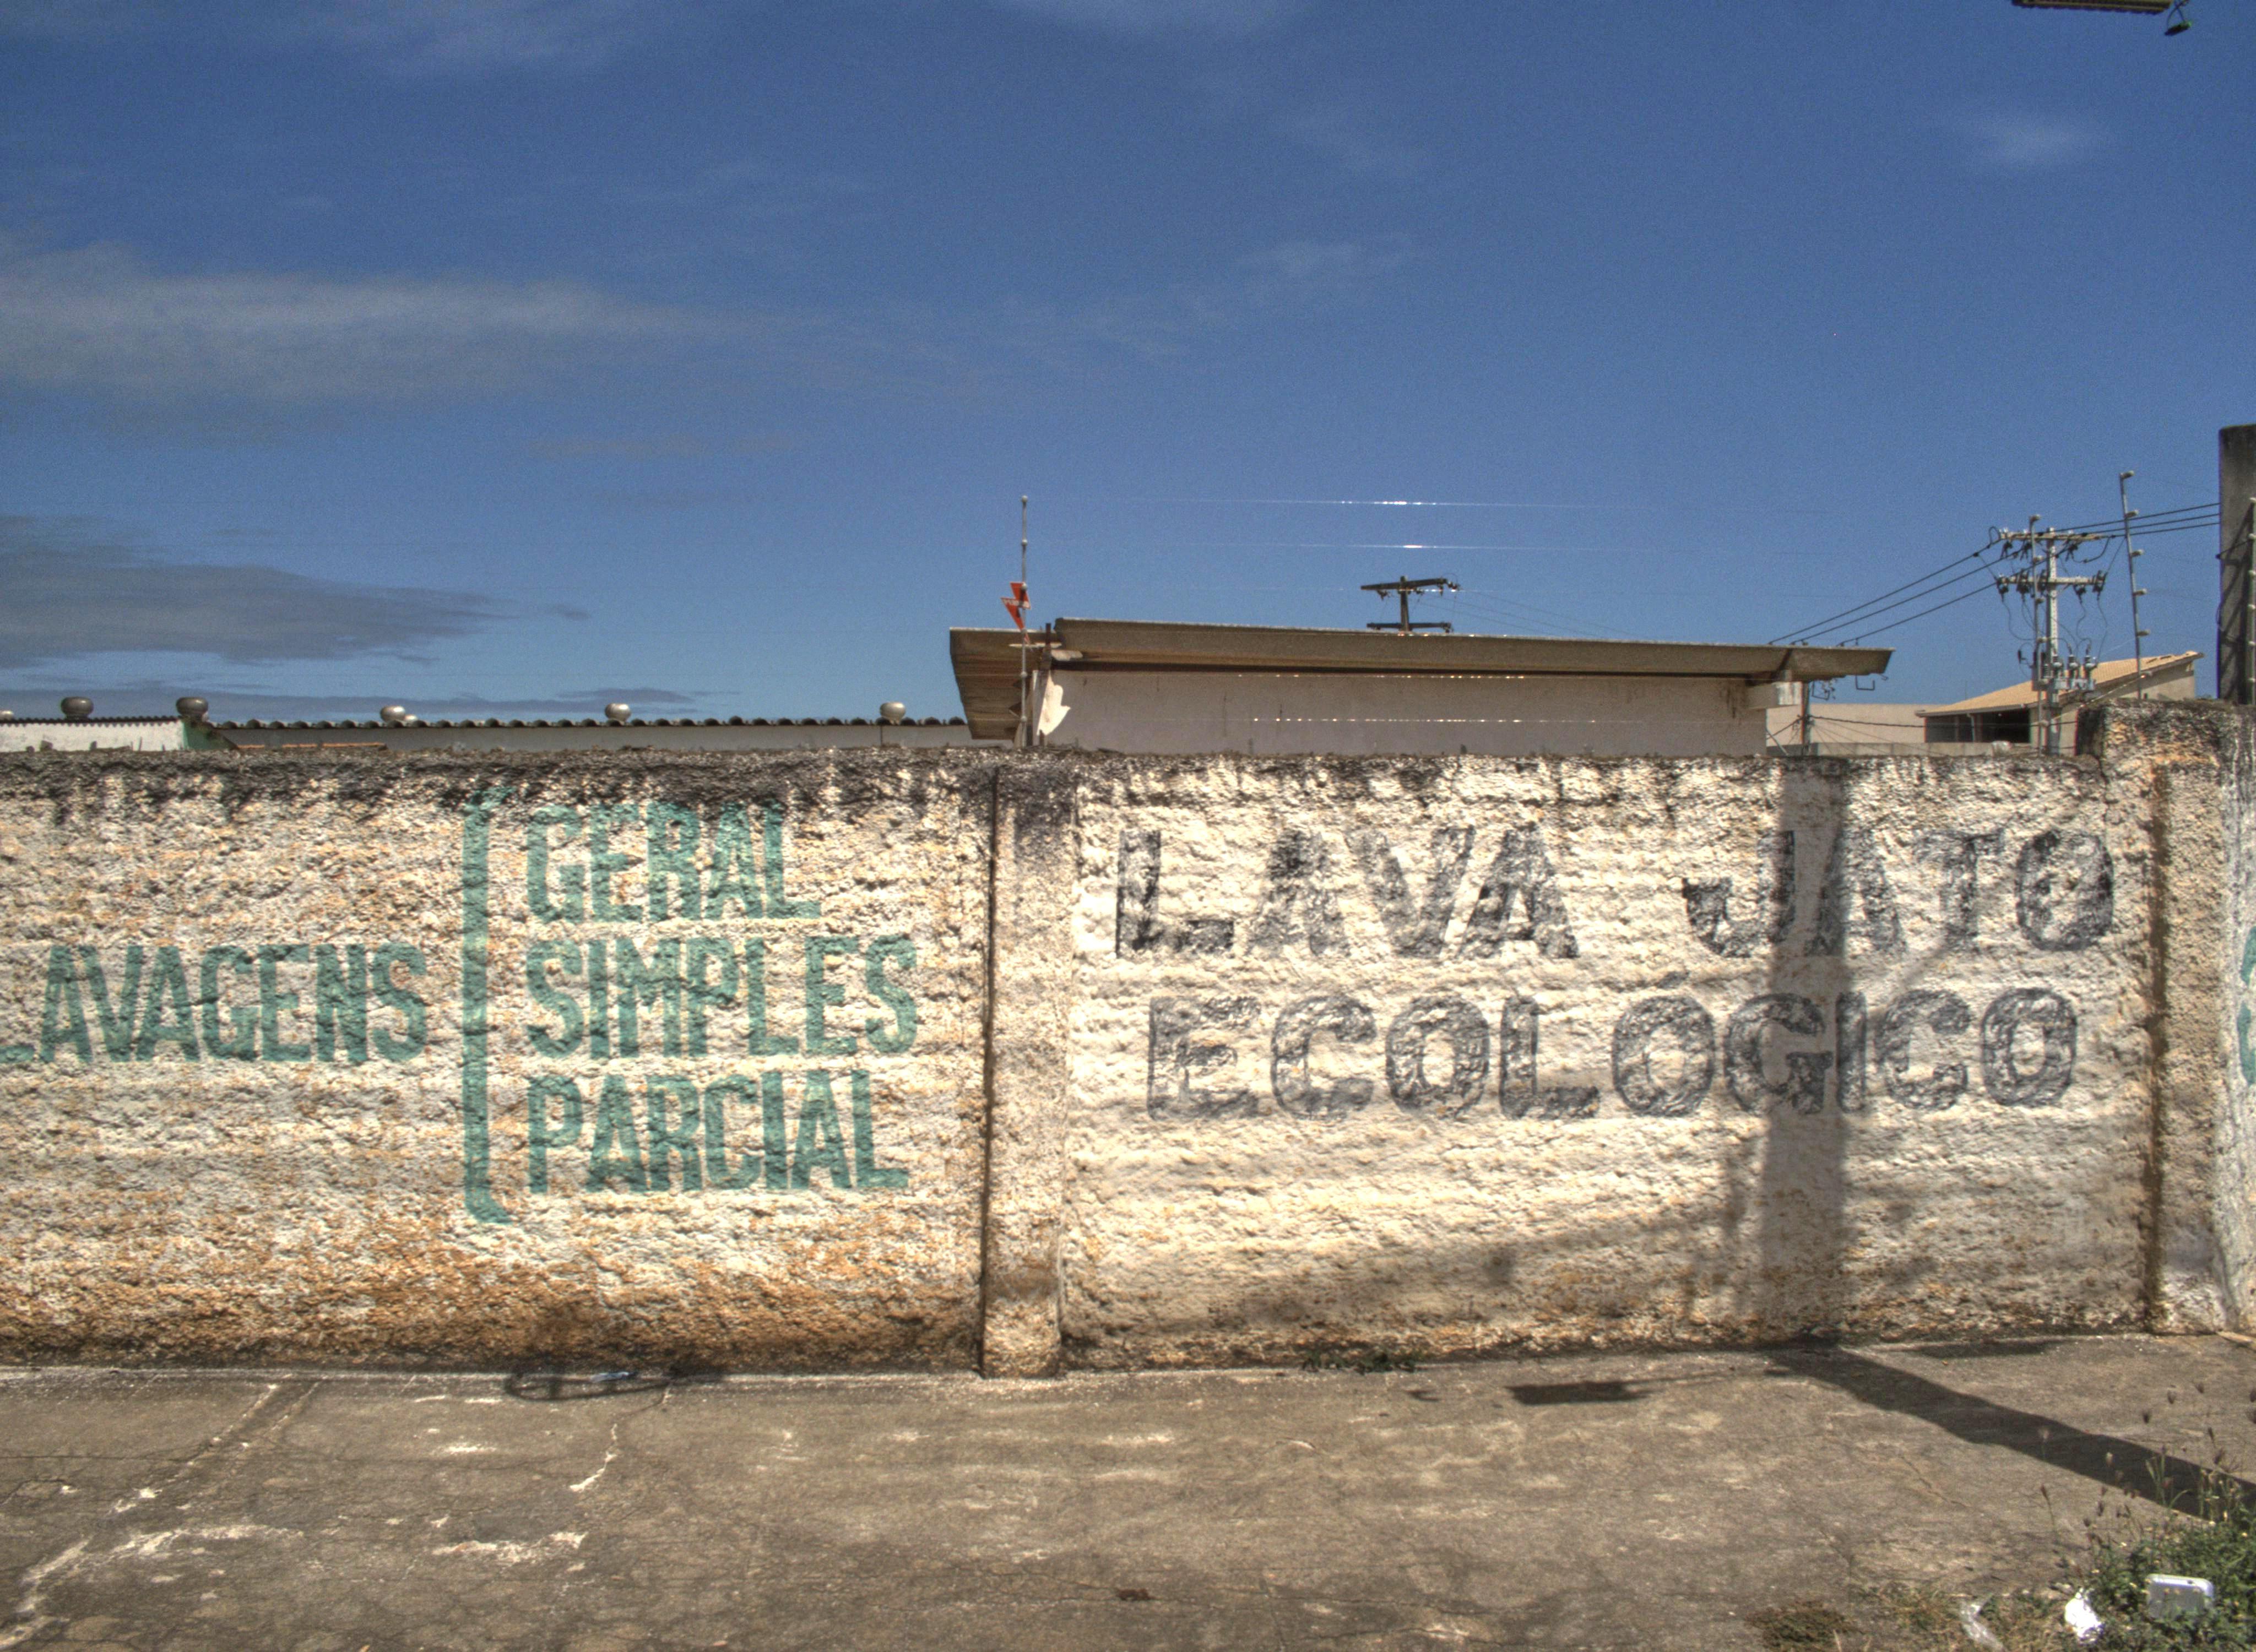 LAVAGENS
GERAL
SIMPLES
PARCIAL
LAVA JATO
ECOLÓGICO